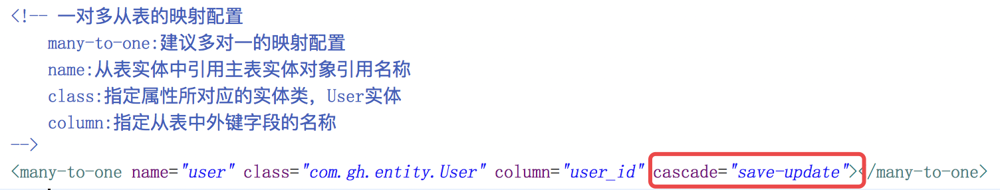 <!-- 一对多从表的映射配置
many-to-one:建议多对一的映射配置
name:从表实体中引用主表实体对象引用名称
class:指定属性所对应的实体类，User实体
column:指定从表中外键字段的名称
-->
<many-to-one name="user" class="com.gh.entity.User" column="user_id" cascade="save-update"></many-to-one>